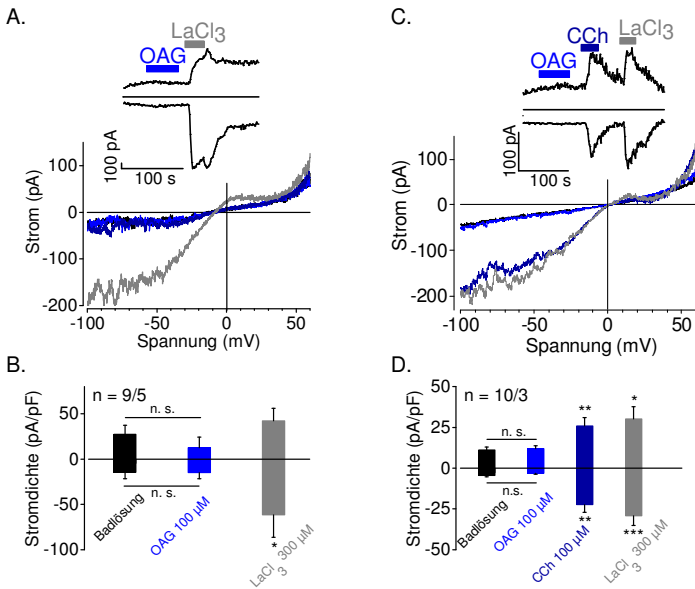 A.
LaCl3
OAG
100 pA
100 s
Strom (pA)
100
0
-100
-200
-100
-50
0
50
Spannung (mV)
C.
CCh
LaCl3
OAG
100 pA
100 s
Strom (pA)
100
0
-100
-200
-100
-50
0
50
Spannung (mV)
B.
n = 9/5
Stromdichte (pA/pF)
50
0
-50
-100
n. s.
n. s.
*
Badlösung
OAG 100 µM
LaCl3 300 µM
D.
n = 10/3
Stromdichte (pA/pF)
50
25
0
-25
-50
n. s.
n.s.
**
*
**
***
Badlösung
OAG 100 µM
CCh 100 µM
LaCl3 300 µM